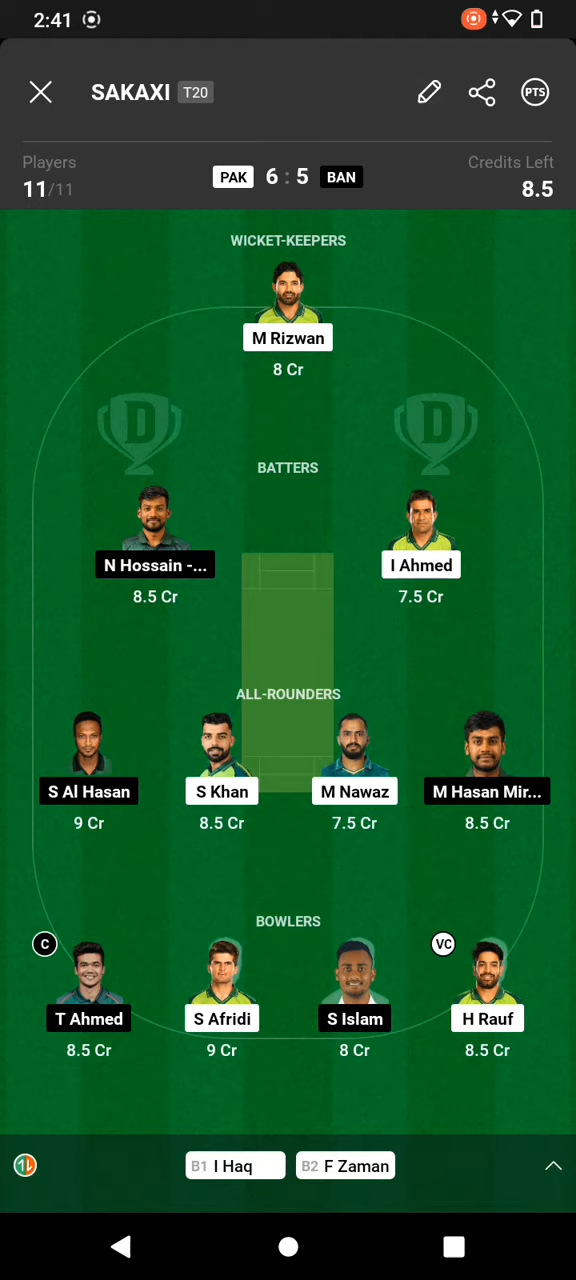 2:41
SAKAXI T20
PTS
Players
Credits Left
11/11
PAK 6 : 5 BAN
8.5
WICKET-KEEPERS
M Rizwan
8 Cr
D D
BATTERS
N Hossain -...
I Ahmed
8.5 Cr
7.5 Cr
ALL-ROUNDERS
S Al Hasan
S Khan
M Nawaz
M Hasan Mir...
9 Cr
8.5 Cr
7.5 Cr
8.5 Cr
BOWLERS
C
VC
T Ahmed
S Afridi
S Islam
H Rauf
8.5 Cr
9 Cr
8 Cr
8.5 Cr
B1 I Haq
B2 F Zaman